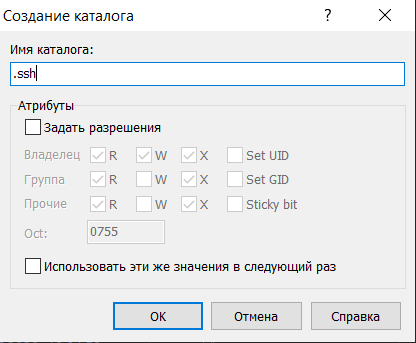 Создание каталога ?
Имя каталога:
.ssh
Атрибуты
Задать разрешения
Владелец R W X Set UID
Группа R W X Set GID
Прочие R W X Sticky bit
Oct: 0755
Использовать эти же значения в следующий раз
OK Отмена Справка